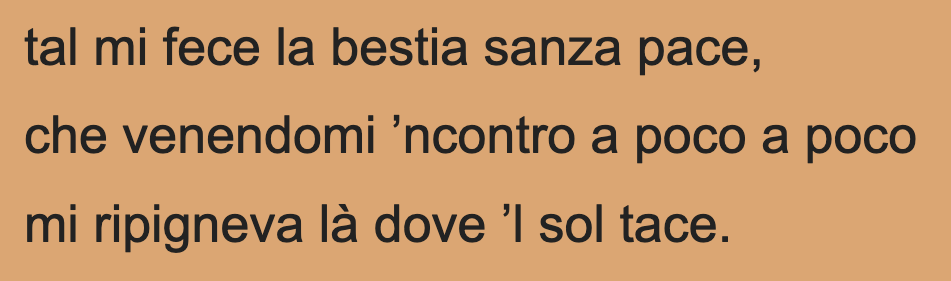 tal mi fece la bestia sanza pace,
che venendomi ’ncontro a poco a poco
mi ripigneva là dove ’l sol tace.